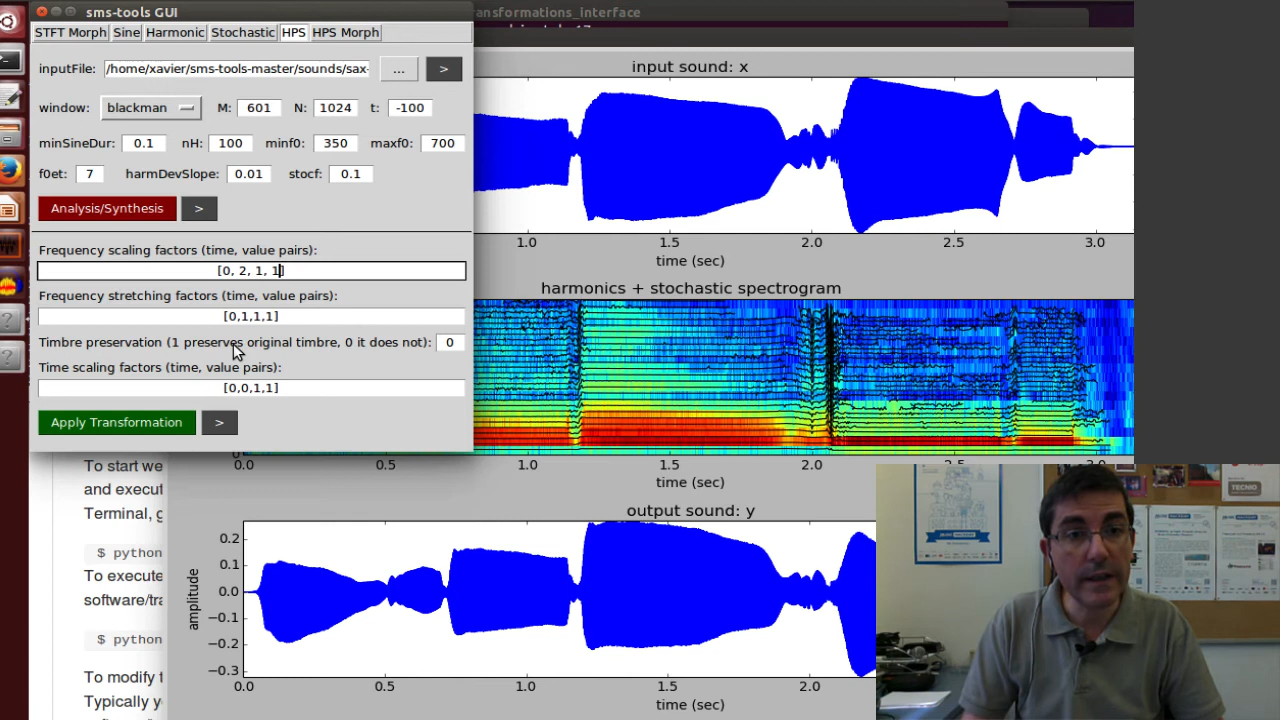 sms-tools GUI
ransformations_Interface
STFT Morph Sine Harmonic Stochastic HPS HPS Morph
inputFile: /home/xavier/sms-tools-master/sounds/sax- ... >
window: blackman M: 601 N: 1024 t: -100
minSineDur: 0.1 nH: 100 minf0: 350 maxf0: 700
f0et: 7 harmDevSlope: 0.01 stocf: 0.1
Analysis/Synthesis >
Frequency scaling factors (time, value pairs):
[0, 2, 1, 1]
Frequency stretching factors (time, value pairs):
[0,1,1,1]
Timbre preservation (1 preserves original timbre, 0 it does not): 0
Time scaling factors (time, value pairs):
[0,0,1,1]
Apply Transformation >
input sound: x
1.0 1.5 2.0 2.5 3.0
time (sec)
harmonics + stochastic spectrogram
0
0.0 0.5 1.0 1.5 2.0
time (sec)
output sound: y
amplitude
0.2
0.1
0.0
−0.1
−0.2
−0.3
0.0 0.5 1.0 1.5 2.0
time (sec)
To start we
and execut
Terminal, g
$ python
To execute
software/tra
$ python
To modify t
Typically y
TECNIO